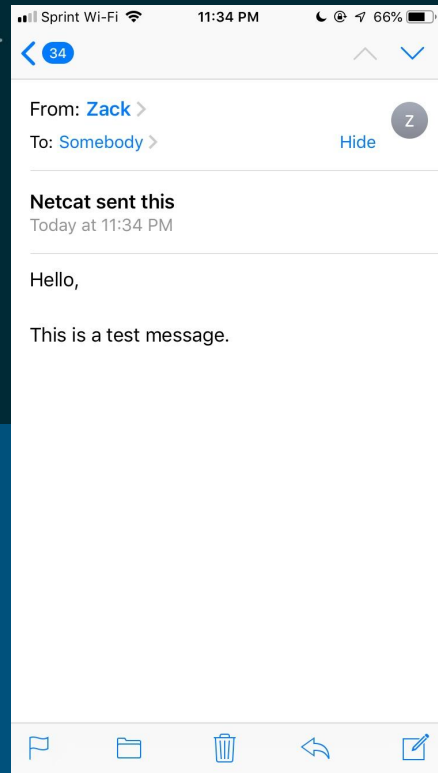 Sprint Wi-Fi 11:34 PM 66%
34
From: Zack
To: Somebody Hide
Z
Netcat sent this
Today at 11:34 PM
Hello,
This is a test message.